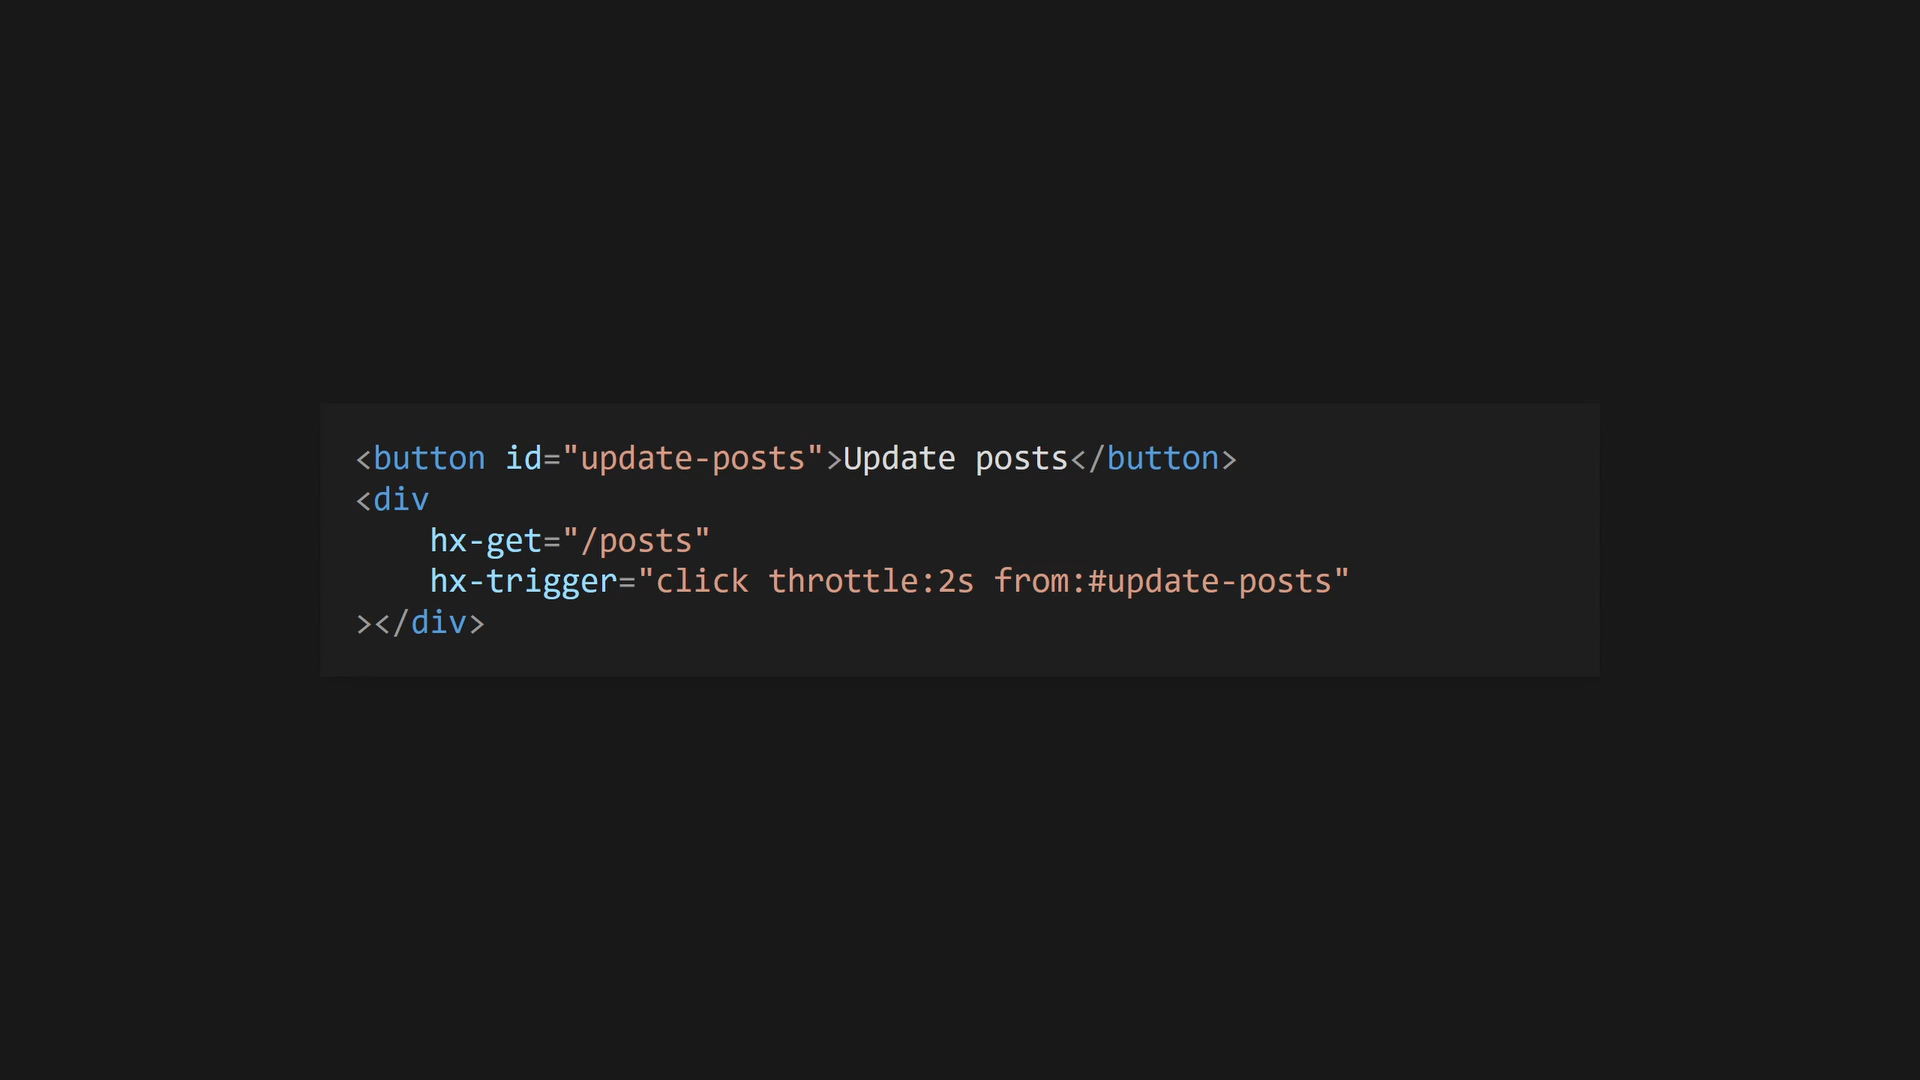 <button id="update-posts">Update posts</button>
<div
    hx-get="/posts"
    hx-trigger="click throttle:2s from:#update-posts"
></div>